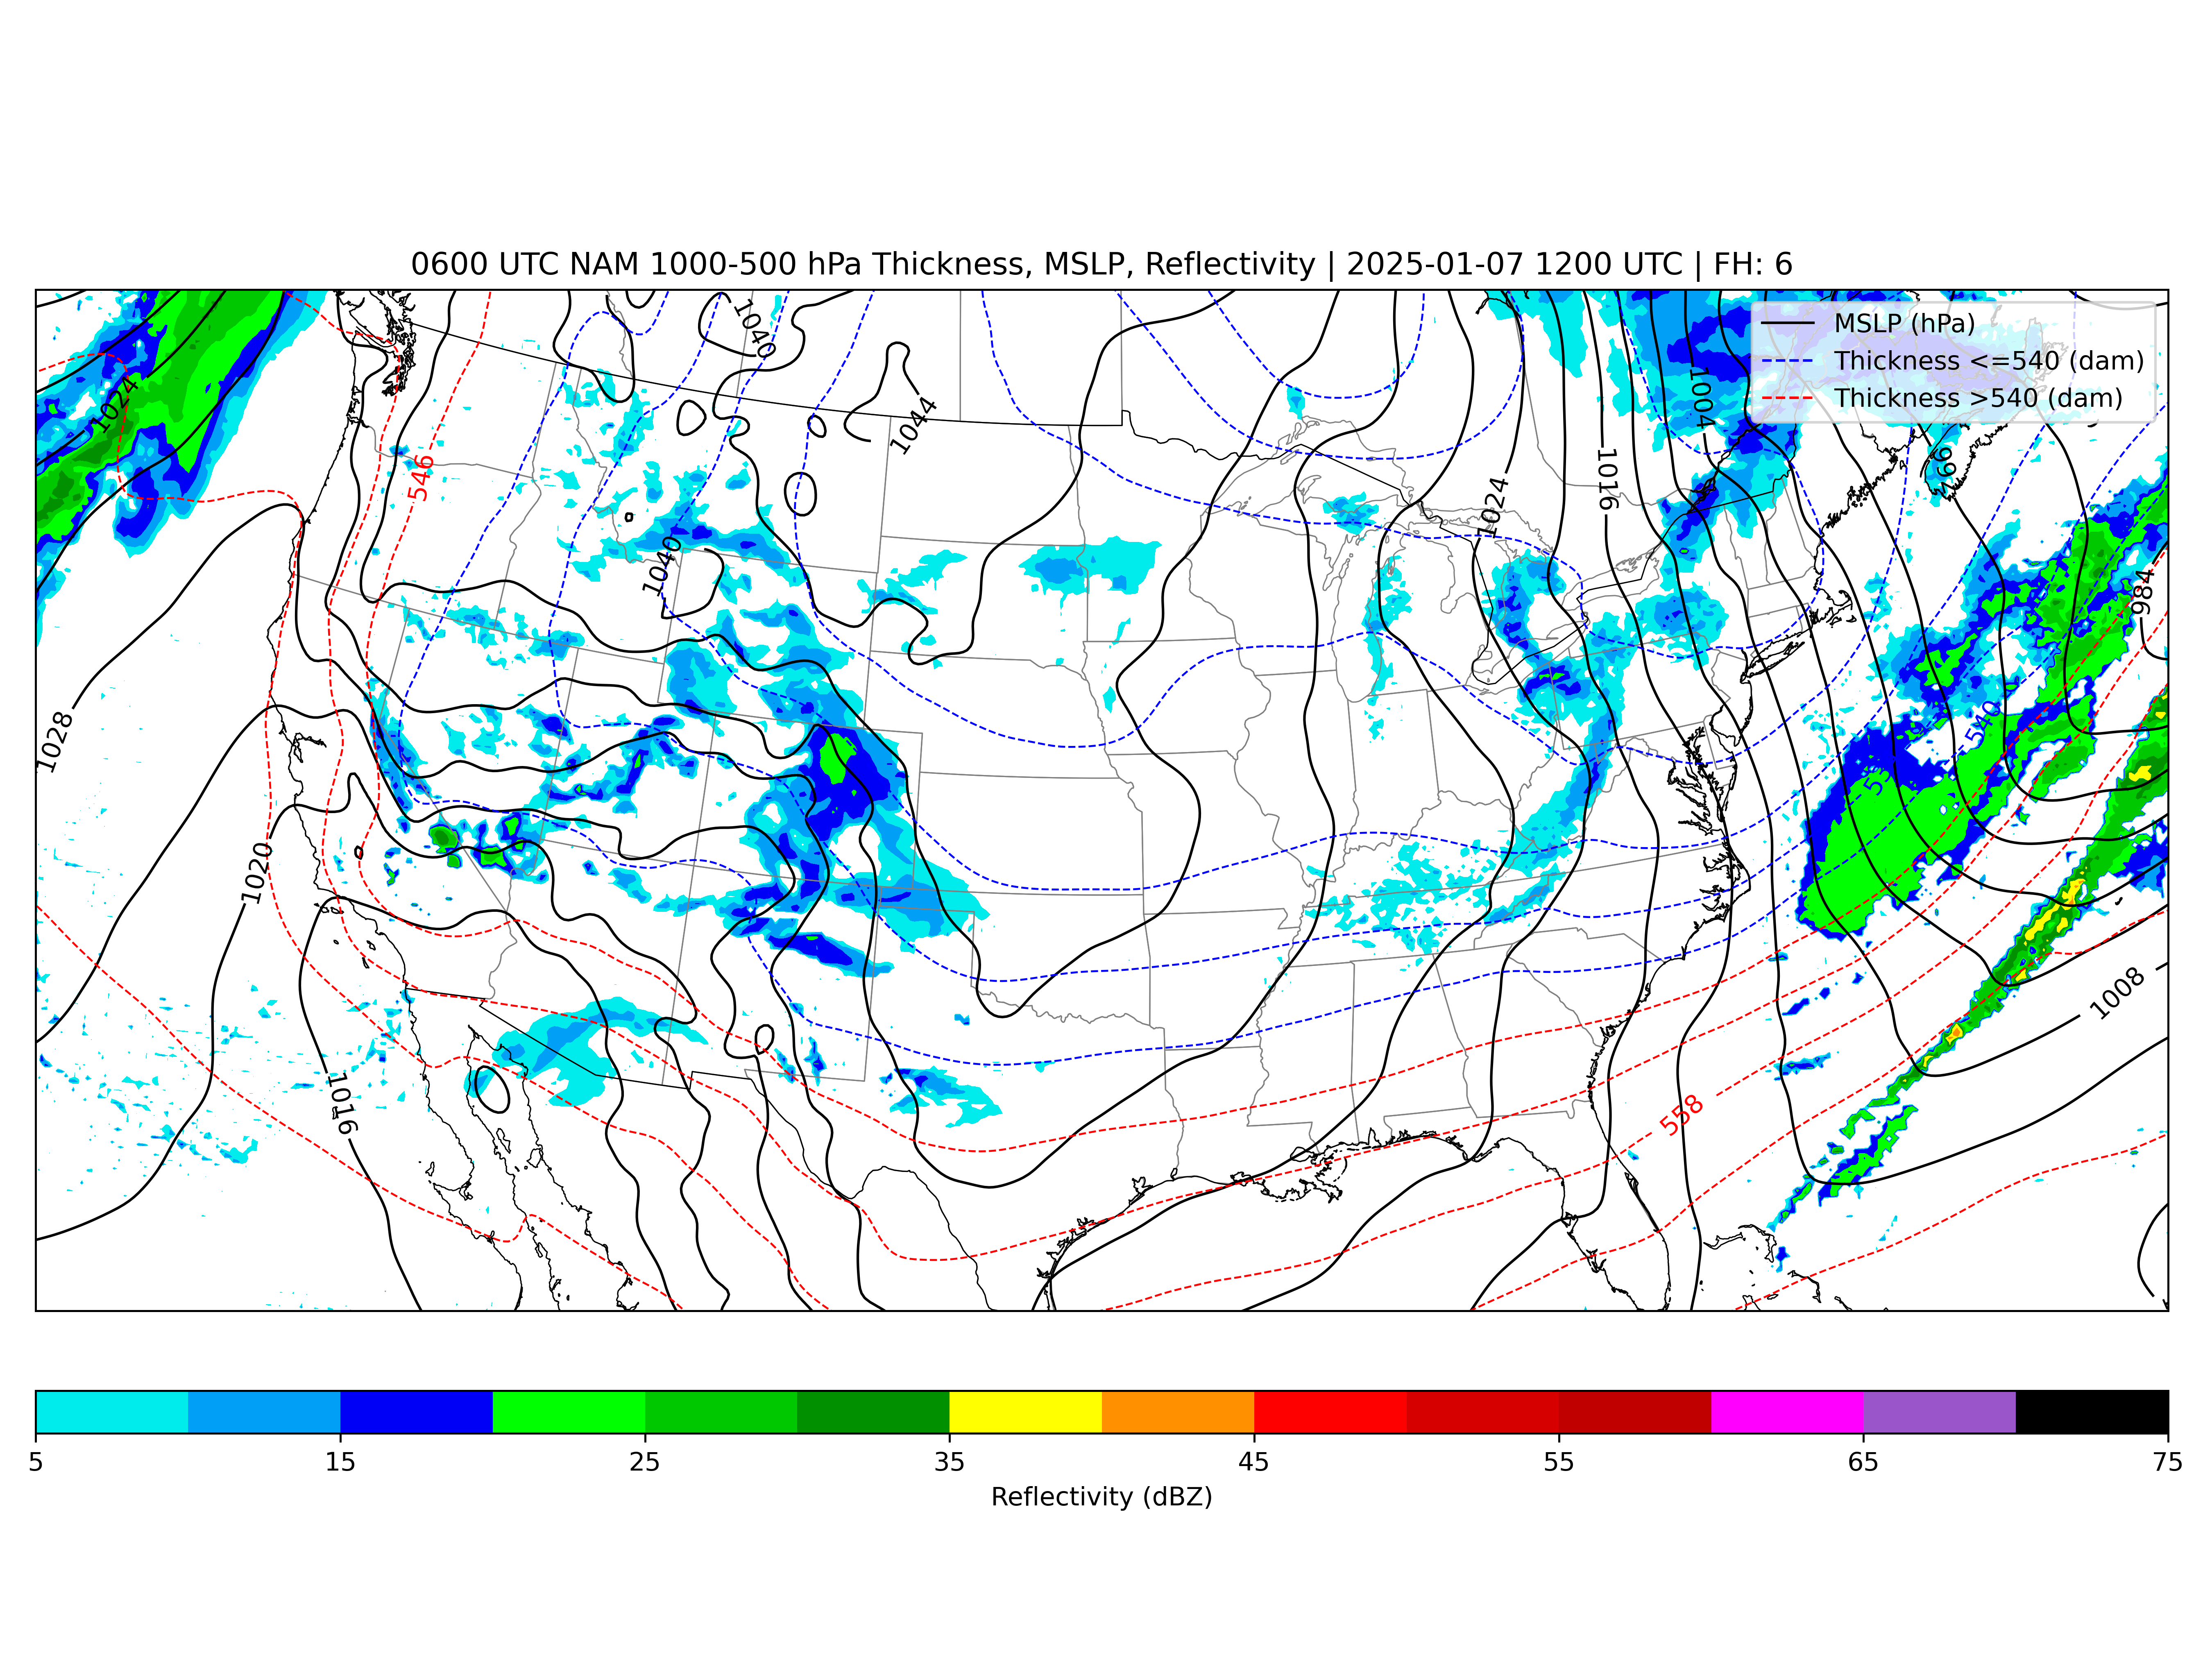 0600 UTC NAM 1000-500 hPa Thickness, MSLP, Reflectivity | 2025-01-07 1200 UTC | FH: 6
MSLP (hPa)
Thickness <=540 (dam)
Thickness >540 (dam)
1040
1024
1044
1004
546
1016
996
1024
1040
984
1028
540
1020
1008
1016
558
5 15 25 35 45 55 65 75
Reflectivity (dBZ)